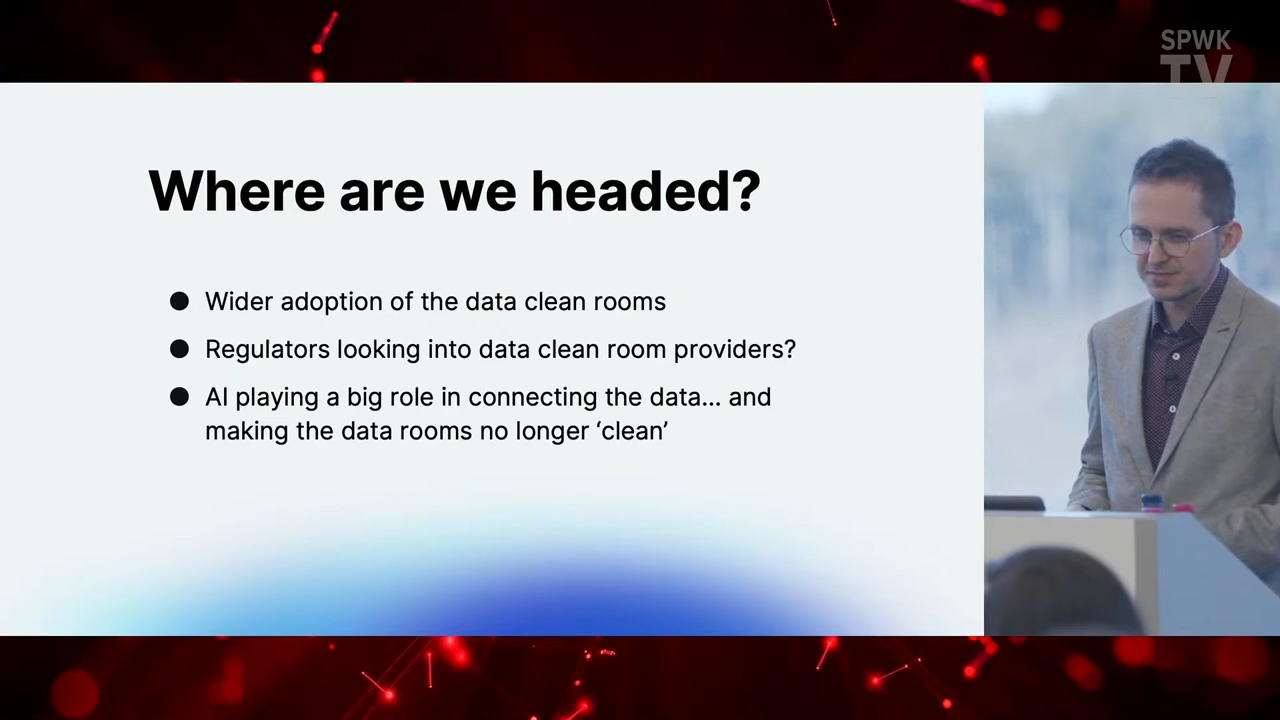 SPWK
TV
Where are we headed?
● Wider adoption of the data clean rooms
● Regulators looking into data clean room providers?
● AI playing a big role in connecting the data... and
making the data rooms no longer ‘clean’